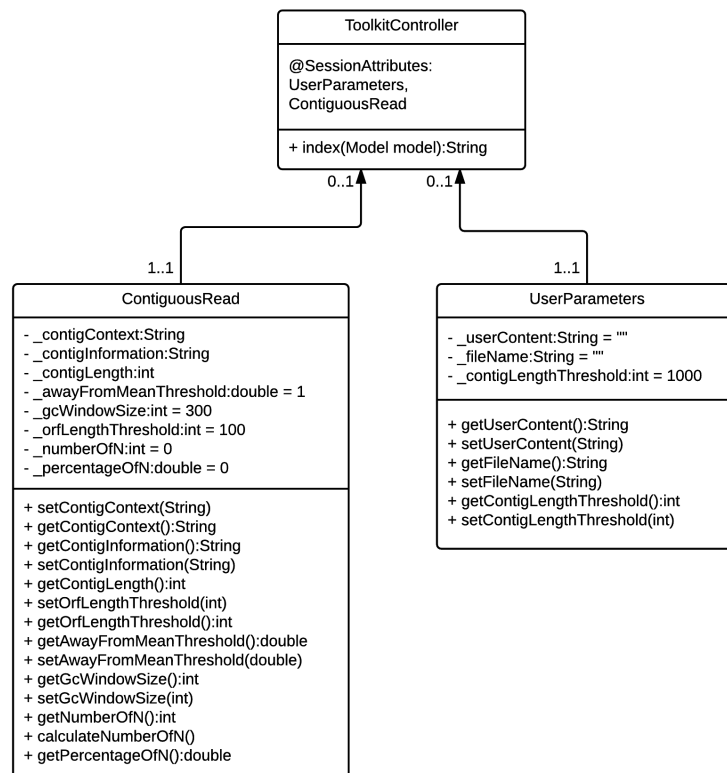 ToolkitController
@SessionAttributes:
UserParameters,
ContiguousRead
+ index(Model model):String
0..1
0..1
1..1
1..1
ContiguousRead
- _contigContext:String
- _contigInformation:String
- _contigLength:int
- _awayFromMeanThreshold:double = 1
- _gcWindowSize:int = 300
- _orfLengthThreshold:int = 100
- _numberOfN:int = 0
- _percentageOfN:double = 0
+ setContigContext(String)
+ getContigContext():String
+ getContigInformation():String
+ setContigInformation(String)
+ getContigLength():int
+ setOrfLengthThreshold(int)
+ getOrfLengthThreshold():int
+ getAwayFromMeanThreshold():double
+ setAwayFromMeanThreshold(double)
+ getGcWindowSize():int
+ setGcWindowSize(int)
+ getNumberOfN():int
+ calculateNumberOfN()
+ getPercentageOfN():double
UserParameters
- _userContent:String = ""
- _fileName:String = ""
- _contigLengthThreshold:int = 1000
+ getUserContent():String
+ setUserContent(String)
+ getFileName():String
+ setFileName(String)
+ getContigLengthThreshold():int
+ setContigLengthThreshold(int)